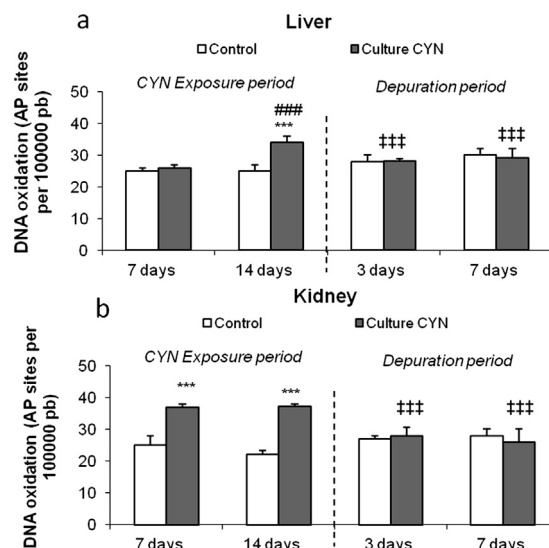 a
Liver
Control Culture CYN
CYN Exposure period
Depuration period
DNA oxidation (AP sites
per 100000 pb)
50
40
30
20
10
0
###
***
‡‡‡
‡‡‡
7 days 14 days 3 days 7 days
b
Kidney
Control Culture CYN
CYN Exposure period
Depuration period
DNA oxidation (AP sites per
100000 pb)
50
40
30
20
10
0
***
***
‡‡‡
‡‡‡
7 days 14 days 3 days 7 days